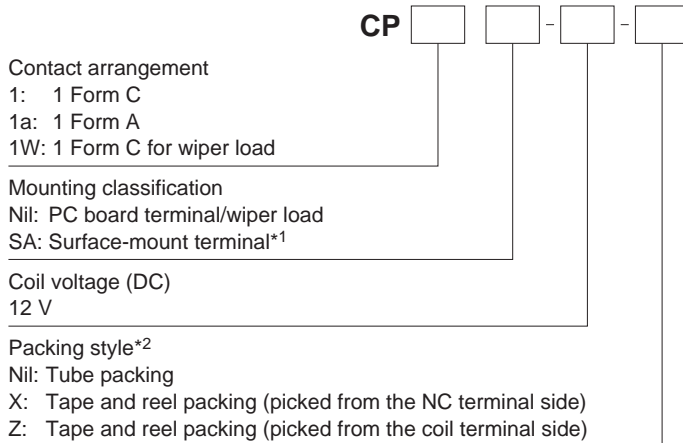 CP - -
Contact arrangement
1: 1 Form C
1a: 1 Form A
1W: 1 Form C for wiper load
Mounting classification
Nil: PC board terminal/wiper load
SA: Surface-mount terminal*1
Coil voltage (DC)
12 V
Packing style*2
Nil: Tube packing
X: Tape and reel packing (picked from the NC terminal side)
Z: Tape and reel packing (picked from the coil terminal side)